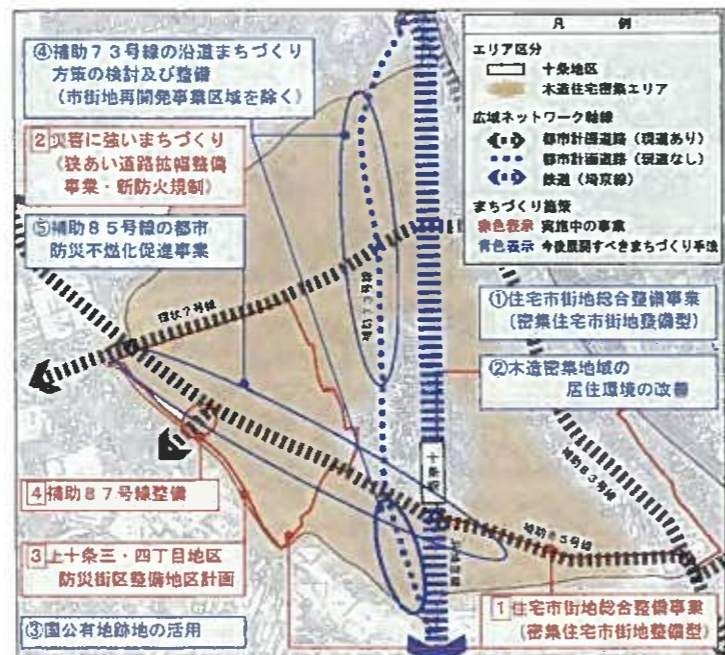 ④補助73号線の沿道まちづくり
方策の検討及び整備
(市街地再開発事業区域を除く)
2災害に強いまちづくり
(狭あい道路拡幅整備
事業・新防火規制)
⑤補助85号線の都市
防災不燃化促進事業
凡 例
エリア区分
十条地区
木造住宅密集エリア
広域ネットワーク軸線
都市計画道路(現道あり)
都市計画道路(現道なし)
鉄道(埼京線)
まちづくり施策
赤色表示 実施中の事業
青色表示 今後展開すべきまちづくり手法
①住宅市街地総合整備事業
(密集住宅市街地整備型)
②木造密集地域の
居住環境の改善
環状7号線
補助73号線
補助83号線
十条駅
補助85号線
4補助87号線整備
3上十条三・四丁目地区
防災街区整備地区計画
③国公有地跡地の活用
1住宅市街地総合整備事業
(密集住宅市街地整備型)